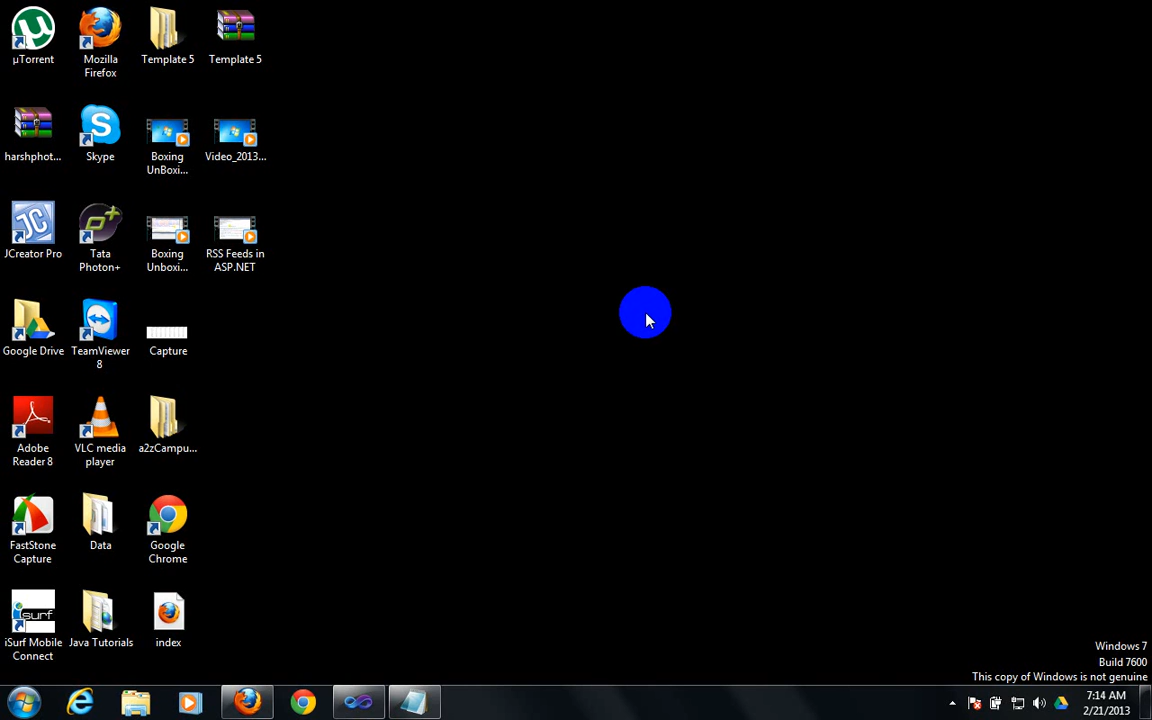 µTorrent
Mozilla
Firefox
Template 5
Template 5
harshphot...
Skype
Boxing
UnBoxi...
Video_2013...
JCreator Pro
Tata
Photon+
Boxing
Unboxi...
RSS Feeds in
ASP.NET
Google Drive
TeamViewer
8
Capture
Adobe
Reader 8
VLC media
player
a2zCampu...
FastStone
Capture
Data
Google
Chrome
isurf
iSurf Mobile
Connect
Java Tutorials
index
Windows 7
Build 7600
This copy of Windows is not genuine
7:14 AM
2/21/2013